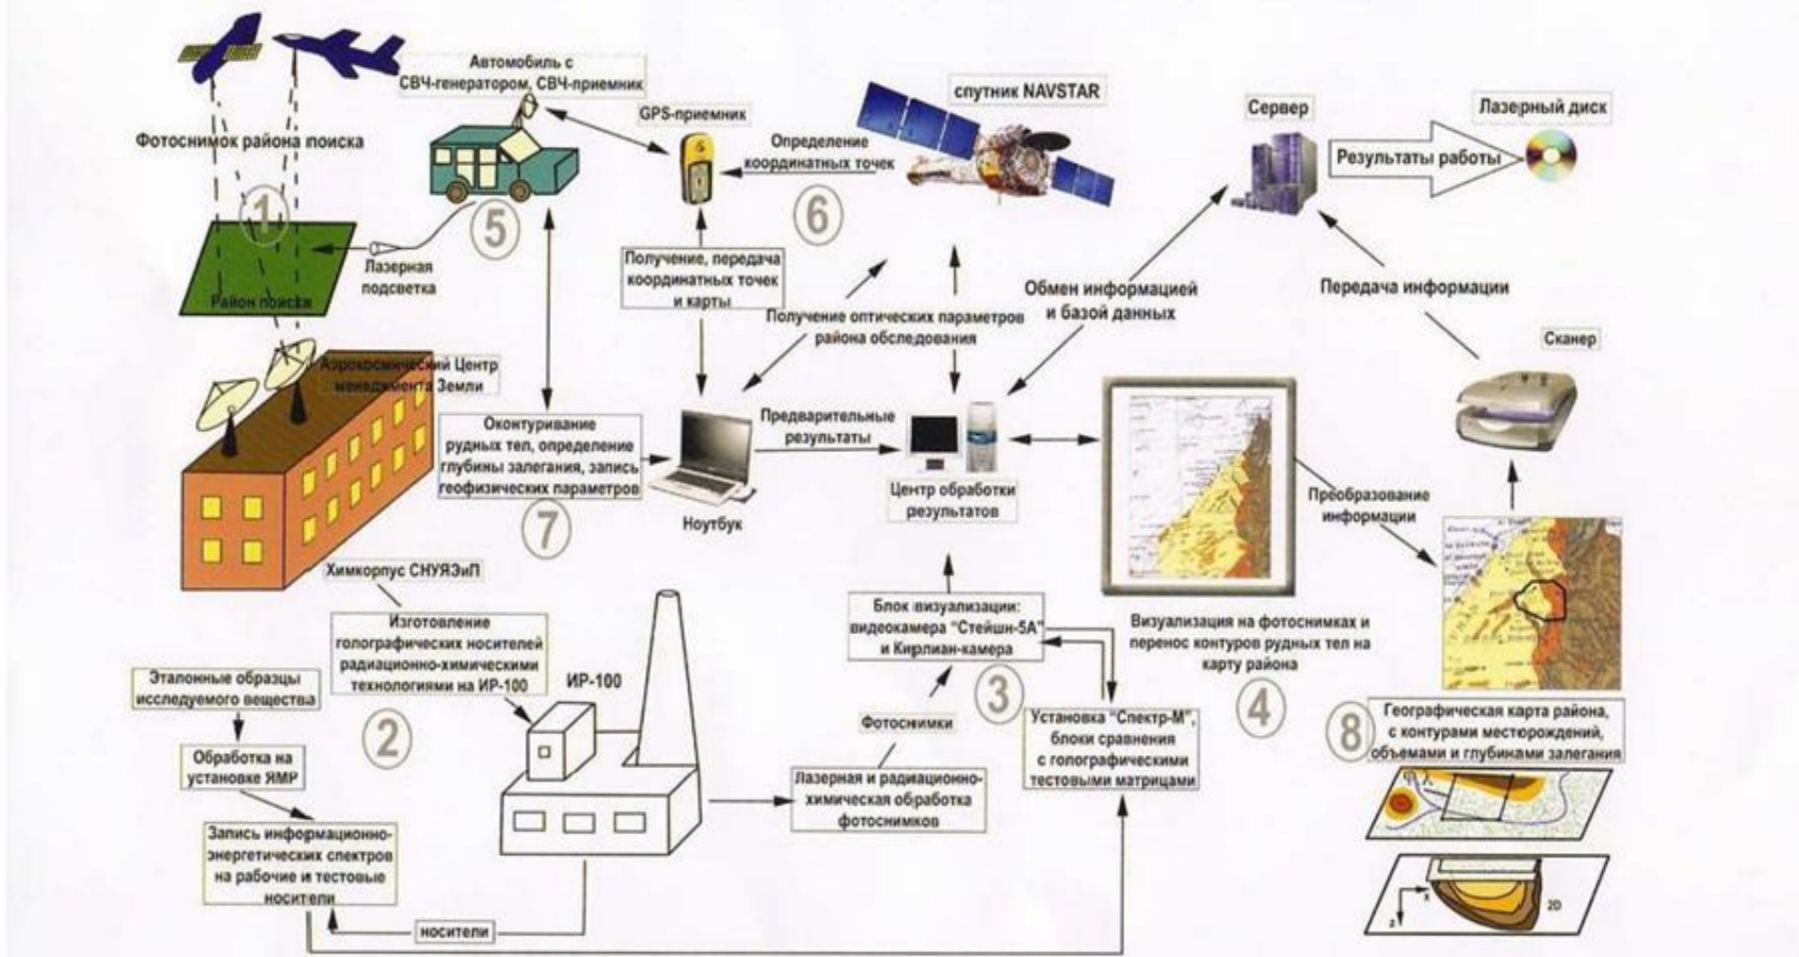 Автомобиль с
СВЧ-генератором, СВЧ-приемник
Фотоснимок района поиска
1
Район поиска
Лазерная
подсветка
5
GPS-приемник
Определение
координатных точек
6
спутник NAVSTAR
Сервер
Результаты работы
Лазерный диск
Получение, передача
координатных точек
и карты
Получение оптических параметров
района обследования
Обмен информацией
и базой данных
Передача информации
Сканер
Аэрокосмический Центр
менеджмента Земли
Оконтуривание
рудных тел, определение
глубины залегания, запись
геофизических параметров
7
Ноутбук
Предварительные
результаты
Центр обработки
результатов
Преобразование
информации
Химкорпус СНУЯЭиП
Изготовление
голографических носителей
радиационно-химическими
технологиями на ИР-100
2
ИР-100
Эталонные образцы
исследуемого вещества
Обработка на
установке ЯМР
Запись информационно-
энергетических спектров
на рабочие и тестовые
носители
носители
Блок визуализации:
видеокамера "Стейшн-5А"
и Кирлиан-камера
3
Фотоснимки
Лазерная и радиационно-
химическая обработка
фотоснимков
Установка "Спектр-М",
блоки сравнения
с голографическими
тестовыми матрицами
Визуализация на фотоснимках и
перенос контуров рудных тел на
карту района
4
8
Географическая карта района,
с контурами месторождений,
объемами и глубинами залегания
X
Z
2D